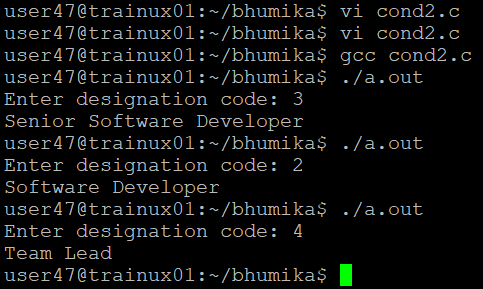 user47@trainux01:~/bhumika$ vi cond2.c
user47@trainux01:~/bhumika$ vi cond2.c
user47@trainux01:~/bhumika$ gcc cond2.c
user47@trainux01:~/bhumika$ ./a.out
Enter designation code: 3
Senior Software Developer
user47@trainux01:~/bhumika$ ./a.out
Enter designation code: 2
Software Developer
user47@trainux01:~/bhumika$ ./a.out
Enter designation code: 4
Team Lead
user47@trainux01:~/bhumika$